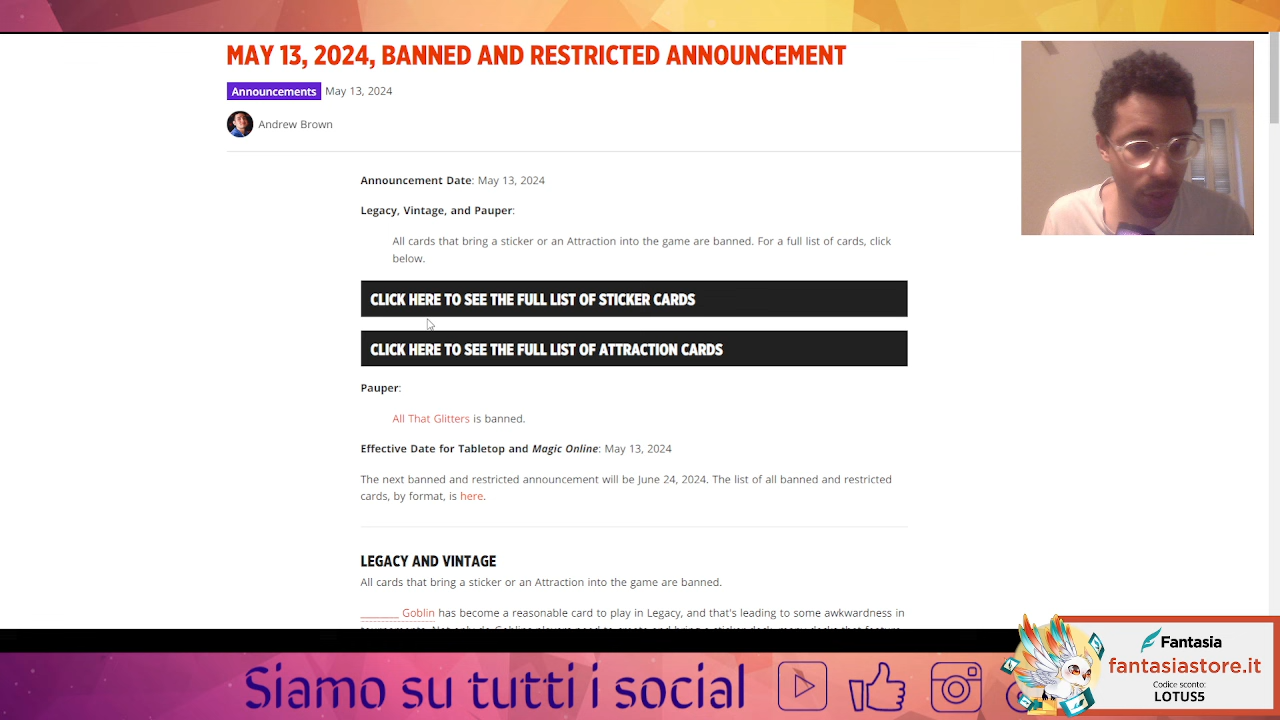 MAY 13, 2024, BANNED AND RESTRICTED ANNOUNCEMENT
Announcements May 13, 2024
Andrew Brown
Announcement Date: May 13, 2024
Legacy, Vintage, and Pauper:
All cards that bring a sticker or an Attraction into the game are banned. For a full list of cards, click
below.
CLICK HERE TO SEE THE FULL LIST OF STICKER CARDS
CLICK HERE TO SEE THE FULL LIST OF ATTRACTION CARDS
Pauper:
All That Glitters is banned.
Effective Date for Tabletop and Magic Online: May 13, 2024
The next banned and restricted announcement will be June 24, 2024. The list of all banned and restricted
cards, by format, is here.
LEGACY AND VINTAGE
All cards that bring a sticker or an Attraction into the game are banned.
______ Goblin has become a reasonable card to play in Legacy, and that's leading to some awkwardness in
Siamo su tutti i social
Fantasia
fantasiastore.it
Codice sconto:
LOTUS5